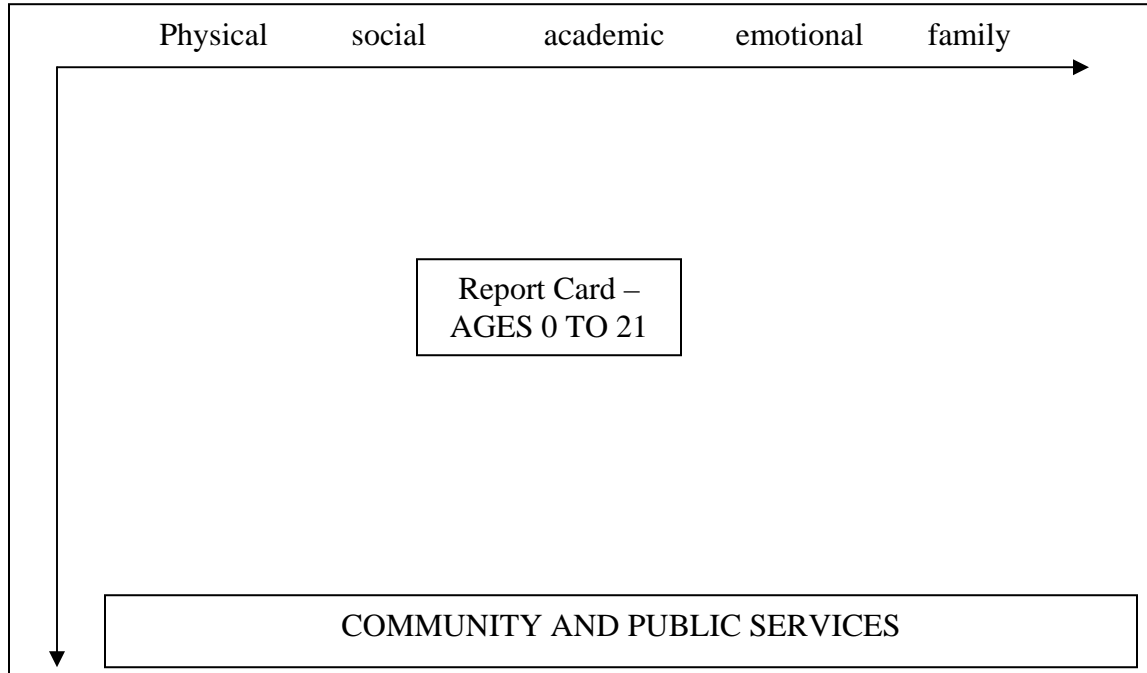 Physical social academic emotional family
Report Card –
AGES 0 TO 21
COMMUNITY AND PUBLIC SERVICES